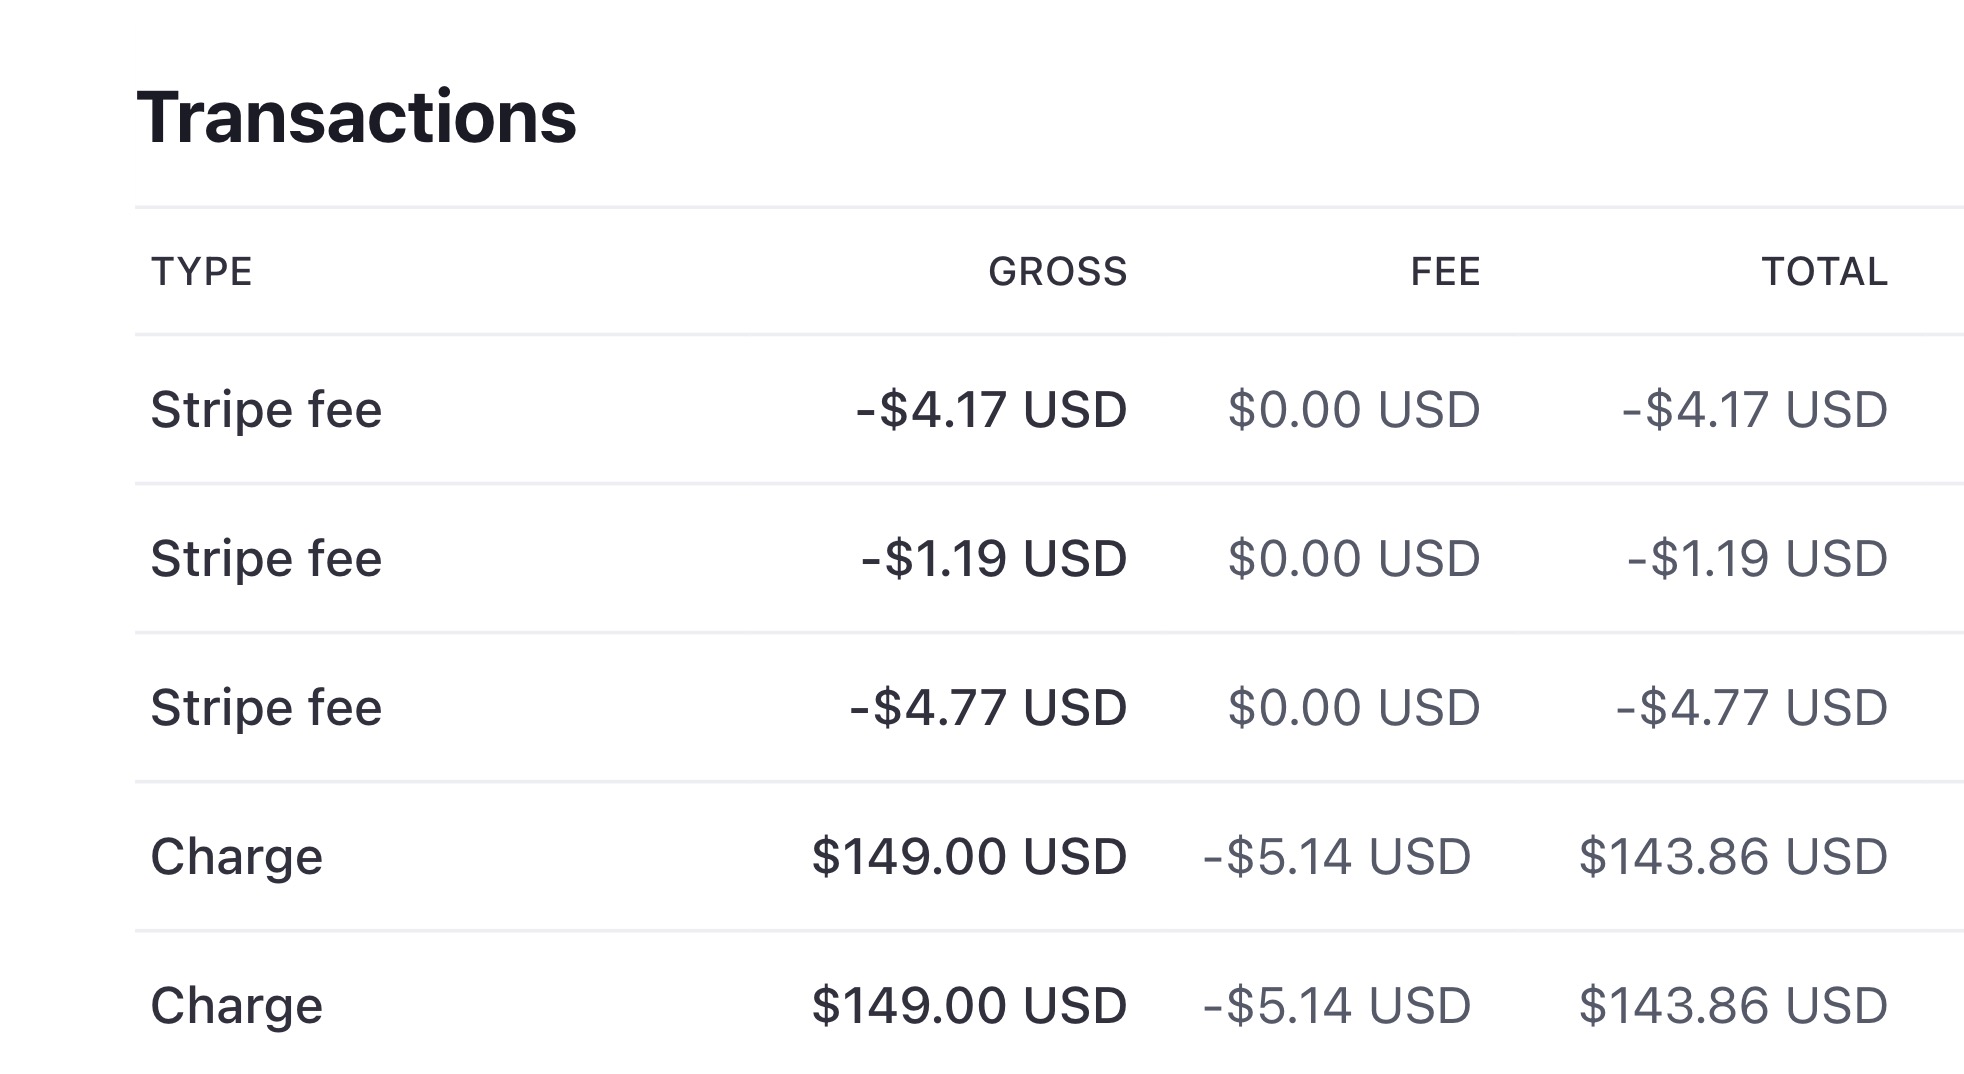 Transactions
TYPE GROSS FEE TOTAL
Stripe fee -$4.17 USD $0.00 USD -$4.17 USD
Stripe fee -$1.19 USD $0.00 USD -$1.19 USD
Stripe fee -$4.77 USD $0.00 USD -$4.77 USD
Charge $149.00 USD -$5.14 USD $143.86 USD
Charge $149.00 USD -$5.14 USD $143.86 USD